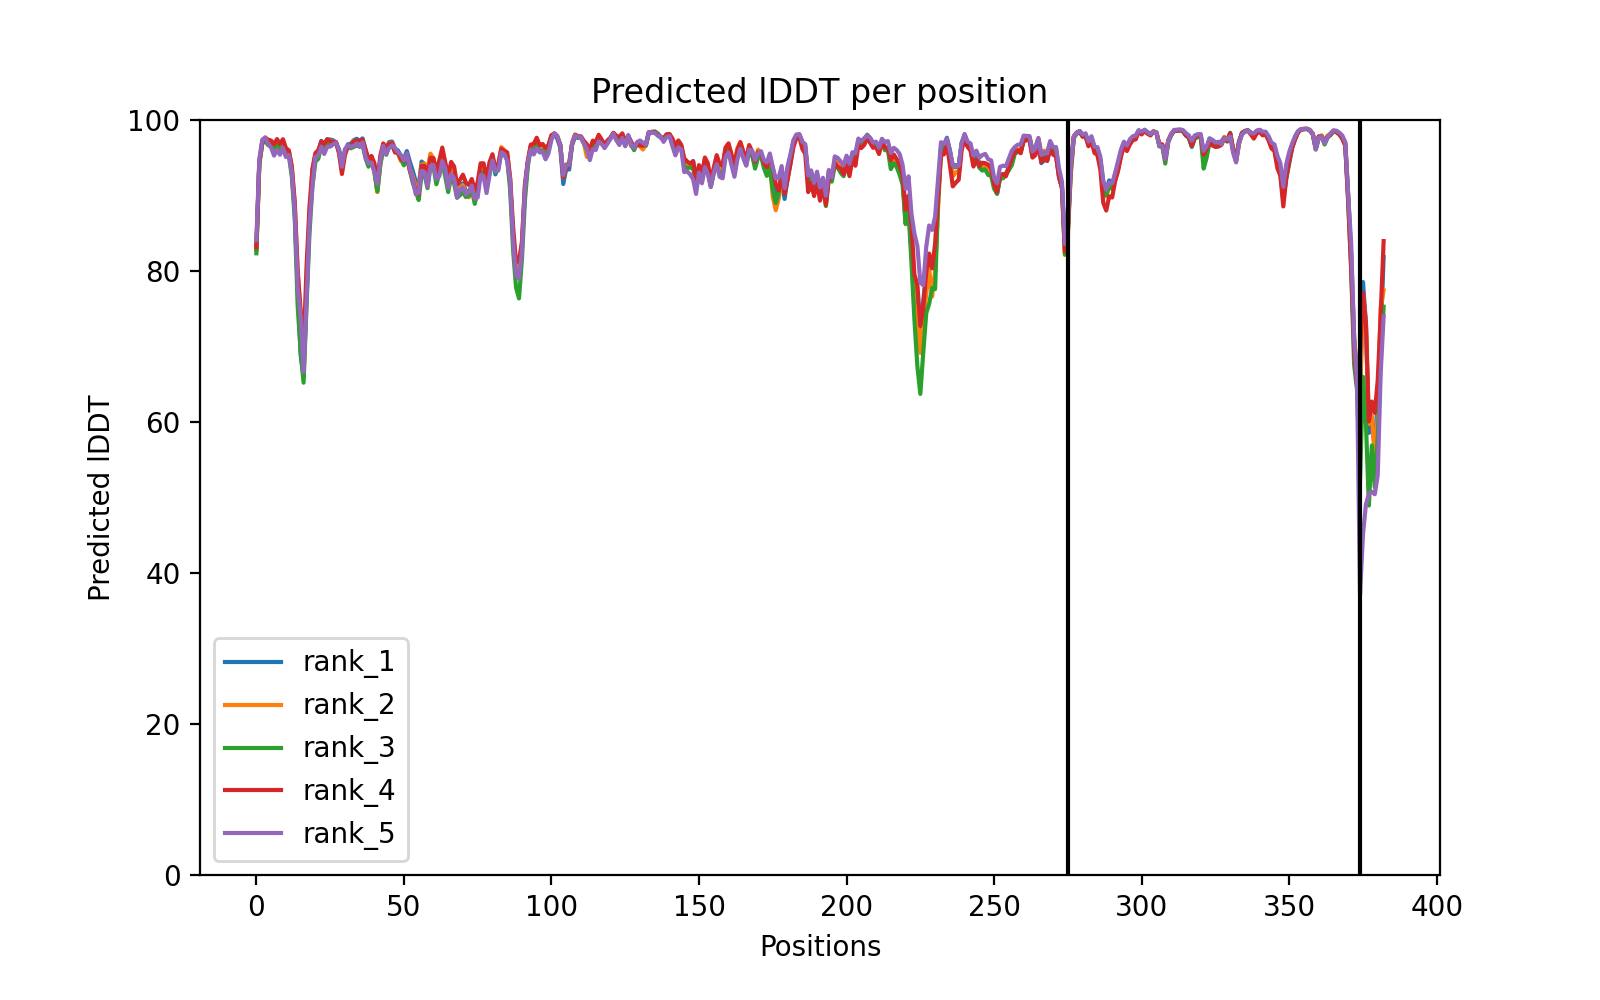 Predicted lDDT per position
100
80
60
40
20
0
Predicted lDDT
rank_1
rank_2
rank_3
rank_4
rank_5
0 50 100 150 200 250 300 350 400
Positions